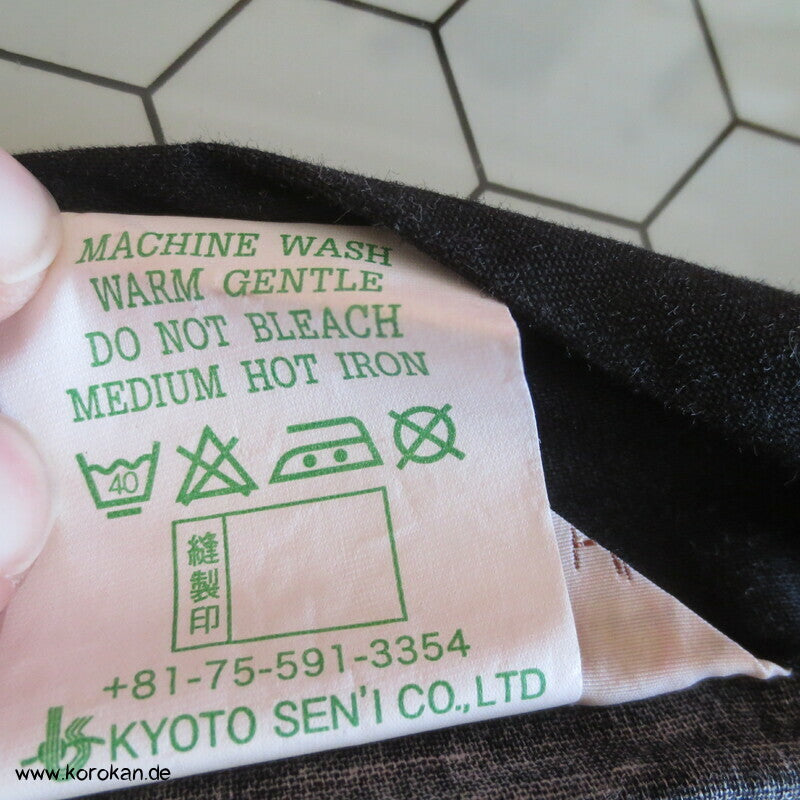 MACHINE WASH
WARM GENTLE
DO NOT BLEACH
MEDIUM HOT IRON
40
縫製印
+81-75-591-3354
KYOTO SEN'I CO.,LTD
www.korokan.de